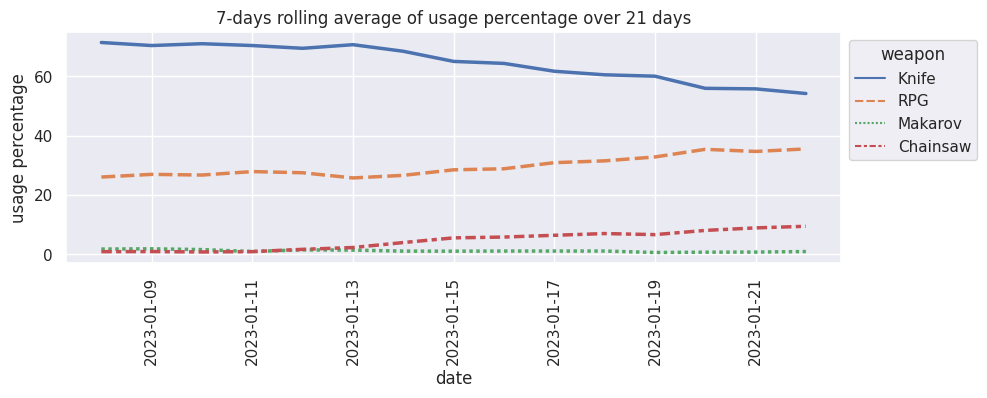 7-days rolling average of usage percentage over 21 days
usage percentage
60
40
20
0
2023-01-09
2023-01-11
2023-01-13
2023-01-15
2023-01-17
2023-01-19
2023-01-21
date
weapon
Knife
RPG
Makarov
Chainsaw